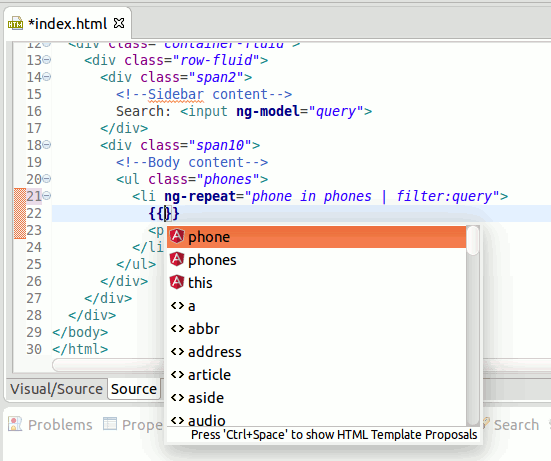 *index.html
12 <div class="container-fluid">
13 <div class="row-fluid">
14 <div class="span2">
15 <!--Sidebar content-->
16 Search: <input ng-model="query">
17 </div>
18 <div class="span10">
19 <!--Body content-->
20 <ul class="phones">
21 <li ng-repeat="phone in phones | filter:query">
22 {{}}
23 <p
24 </li
25 </ul>
26 </div>
27 </div>
28 </div>
29 </body>
30 </html>
phone
phones
this
<> a
<> abbr
<> address
<> article
<> aside
<> audio
Press 'Ctrl+Space' to show HTML Template Proposals
Visual/Source Source
Problems Prope Search